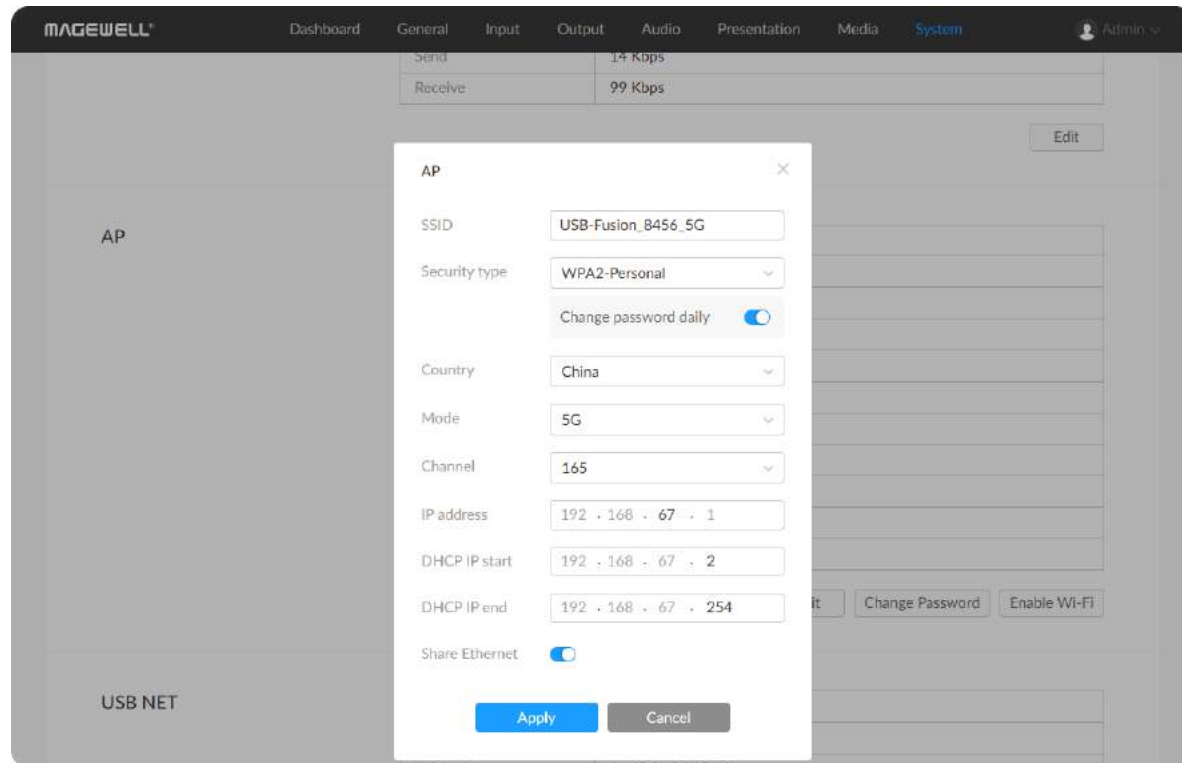 MAGEWELL
Dashboard General Input Output Audio Presentation Media System Admin
Send 14 Kbps
Receive 99 Kbps
Edit
AP
AP
SSID USB-Fusion_8456_5G
Security type WPA2-Personal
Change password daily
Country China
Mode 5G
Channel 165
IP address 192 . 168 . 67 . 1
DHCP IP start 192 . 168 . 67 . 2
DHCP IP end 192 . 168 . 67 . 254
Change Password Enable Wi-Fi
Share Ethernet
USB NET
Apply Cancel